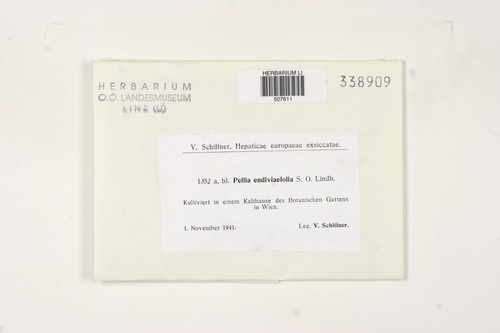 HERBARIUM
O.Ö. LANDESMUSEUM
LINZ (LI)
HERBARIUM LI
507611
338909
V. Schiffner, Hepaticae europaeae exsiccatae.
1352 a, b). Pellia endiviaefolia S. O. Lindb.
Kultiviert in einem Kalthause des Botanischen Gartens
in Wien.
1. November 1941. Leg. V. Schiffner.